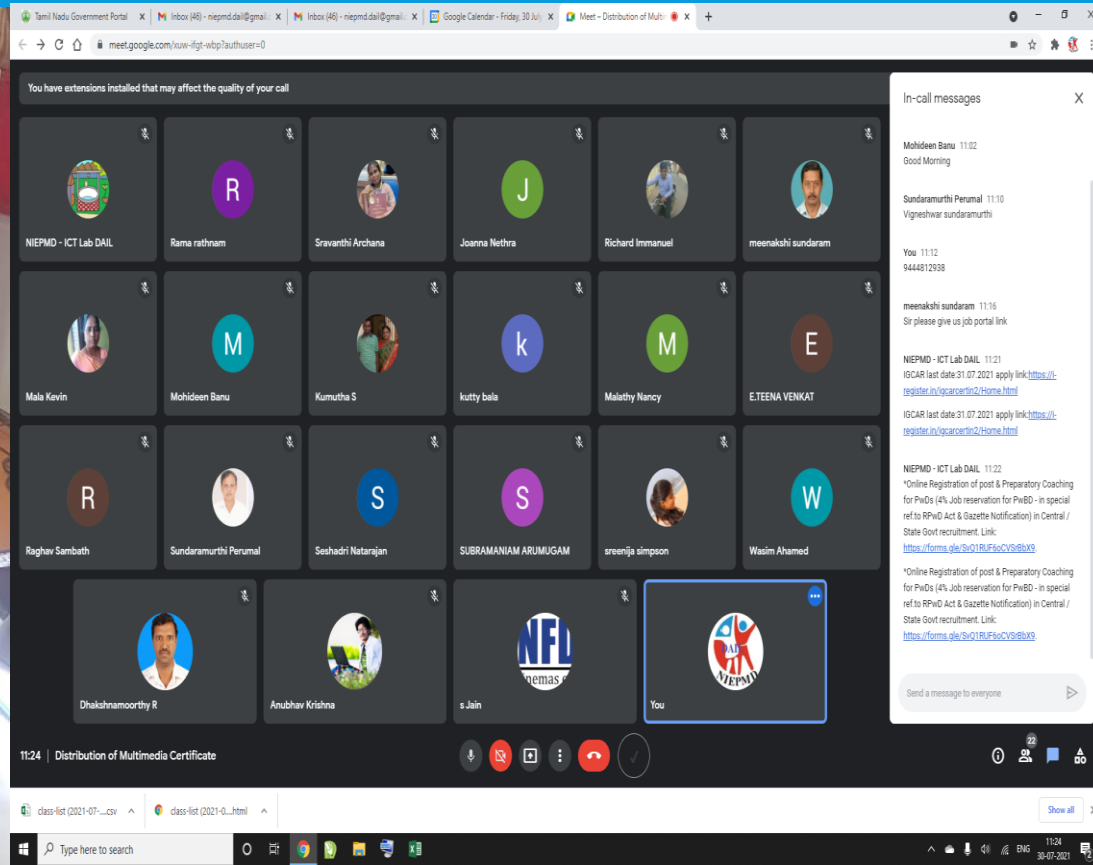 Tamil Nadu Government Portal
Inbox (46) - niepmd.dail@gmail.c
Inbox (46) - niepmd.dail@gmail.c
Google Calendar - Friday, 30 July
Meet – Distribution of Multim
meet.google.com/xuw-ifgt-wbp?authuser=0
You have extensions installed that may affect the quality of your call
NIEPMD - ICT Lab DAIL
R
Rama rathnam
Sravanthi Archana
J
Joanna Nethra
Richard Immanuel
meenakshi sundaram
Mala Kevin
M
Mohideen Banu
Kumutha S
k
kutty bala
M
Malathy Nancy
E
E.TEENA VENKAT
R
Raghav Sambath
Sundaramurthi Perumal
S
Seshadri Natarajan
S
SUBRAMANIAM ARUMUGAM
sreenija simpson
W
Wasim Ahamed
Dhakshnamoorthy R
Anubhav Krishna
NFD
nemas
s Jain
DAIL
NIEPMD
You
In-call messages
Mohideen Banu 11:02
Good Morning
Sundaramurthi Perumal 11:10
Vigneshwar sundaramurthi
You 11:12
9444812938
meenakshi sundaram 11:16
Sir please give us job portal link
NIEPMD - ICT Lab DAIL 11:21
IGCAR last date:31.07.2021 apply link:https://i-
register.in/igcarcertin2/Home.html
IGCAR last date:31.07.2021 apply link:https://i-
register.in/igcarcertin2/Home.html
NIEPMD - ICT Lab DAIL 11:22
*Online Registration of post & Preparatory Coaching
for PwDs (4% Job reservation for PwBD - in special
ref.to RPwD Act & Gazette Notification) in Central /
State Govt recruitment. Link:
https://forms.gle/SvQ1RUF6oCVSrBbX9.
*Online Registration of post & Preparatory Coaching
for PwDs (4% Job reservation for PwBD - in special
ref.to RPwD Act & Gazette Notification) in Central /
State Govt recruitment. Link:
https://forms.gle/SvQ1RUF6oCVSrBbX9.
Send a message to everyone
11:24 | Distribution of Multimedia Certificate
22
class-list (2021-07-....csv
class-list (2021-0....html
Show all
Type here to search
ENG
11:24
30-07-2021
2